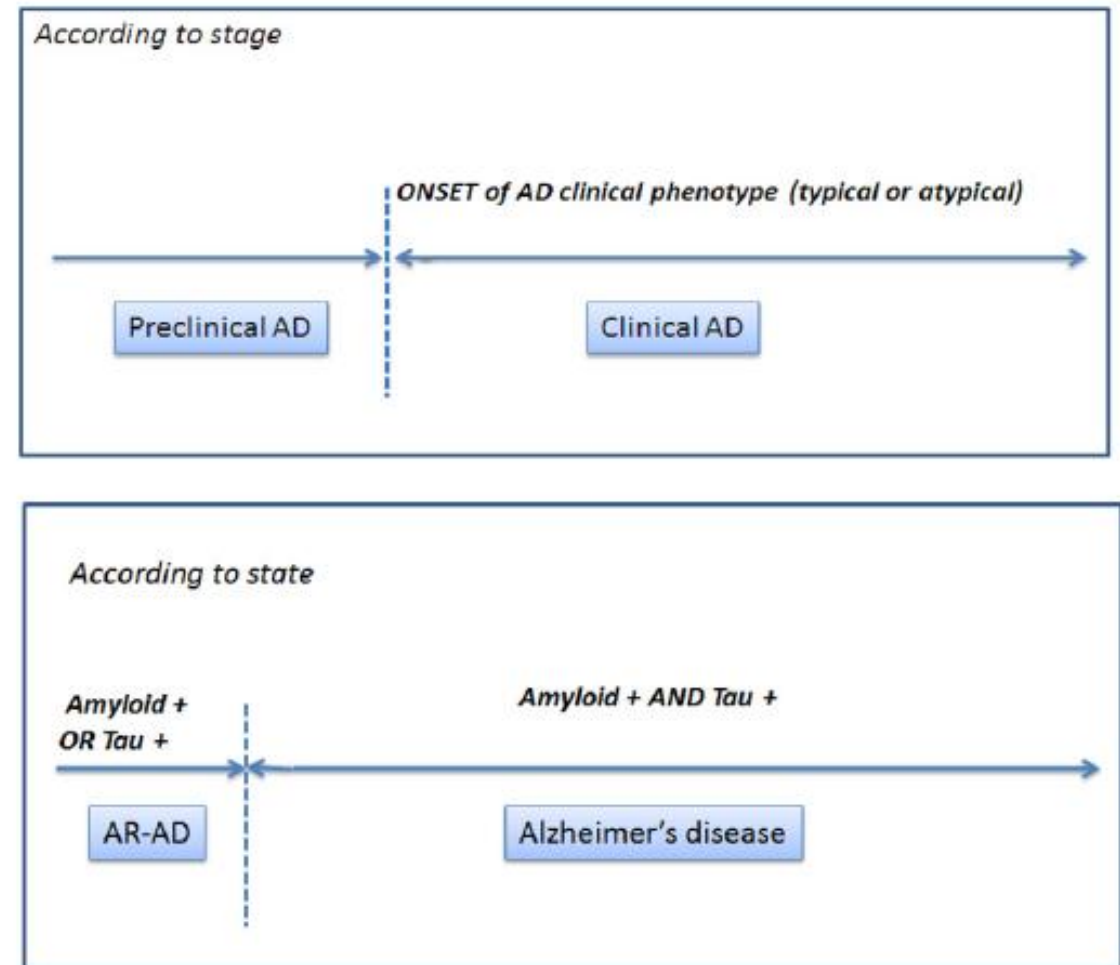 According to stage
ONSET of AD clinical phenotype (typical or atypical)
Preclinical AD
Clinical AD
According to state
Amyloid +
OR Tau +
Amyloid + AND Tau +
AR-AD
Alzheimer's disease